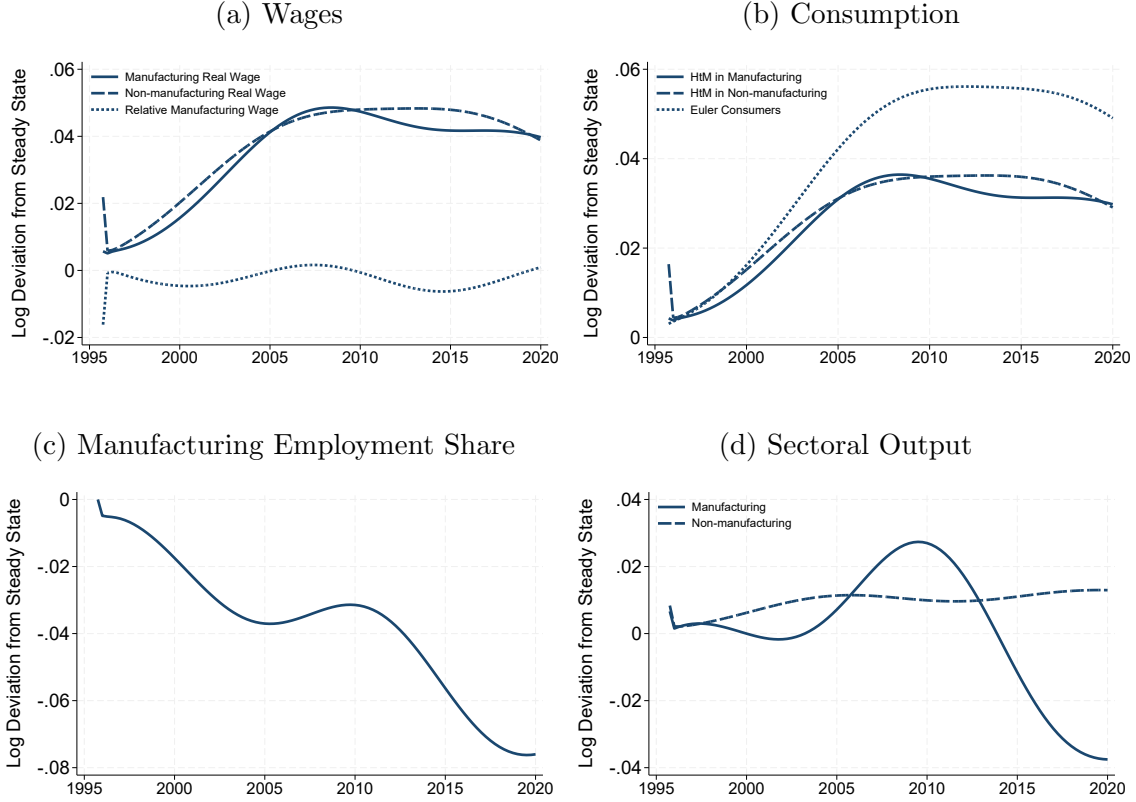 (a) Wages
Log Deviation from Steady State
.06
.04
.02
0
-.02
Manufacturing Real Wage
Non-manufacturing Real Wage
Relative Manufacturing Wage
1995 2000 2005 2010 2015 2020
(b) Consumption
Log Deviation from Steady State
.06
.04
.02
0
HtM in Manufacturing
HtM in Non-manufacturing
Euler Consumers
1995 2000 2005 2010 2015 2020
(c) Manufacturing Employment Share
Log Deviation from Steady State
0
-.02
-.04
-.06
-.08
1995 2000 2005 2010 2015 2020
(d) Sectoral Output
Log Deviation from Steady State
.04
.02
0
-.02
-.04
Manufacturing
Non-manufacturing
1995 2000 2005 2010 2015 2020